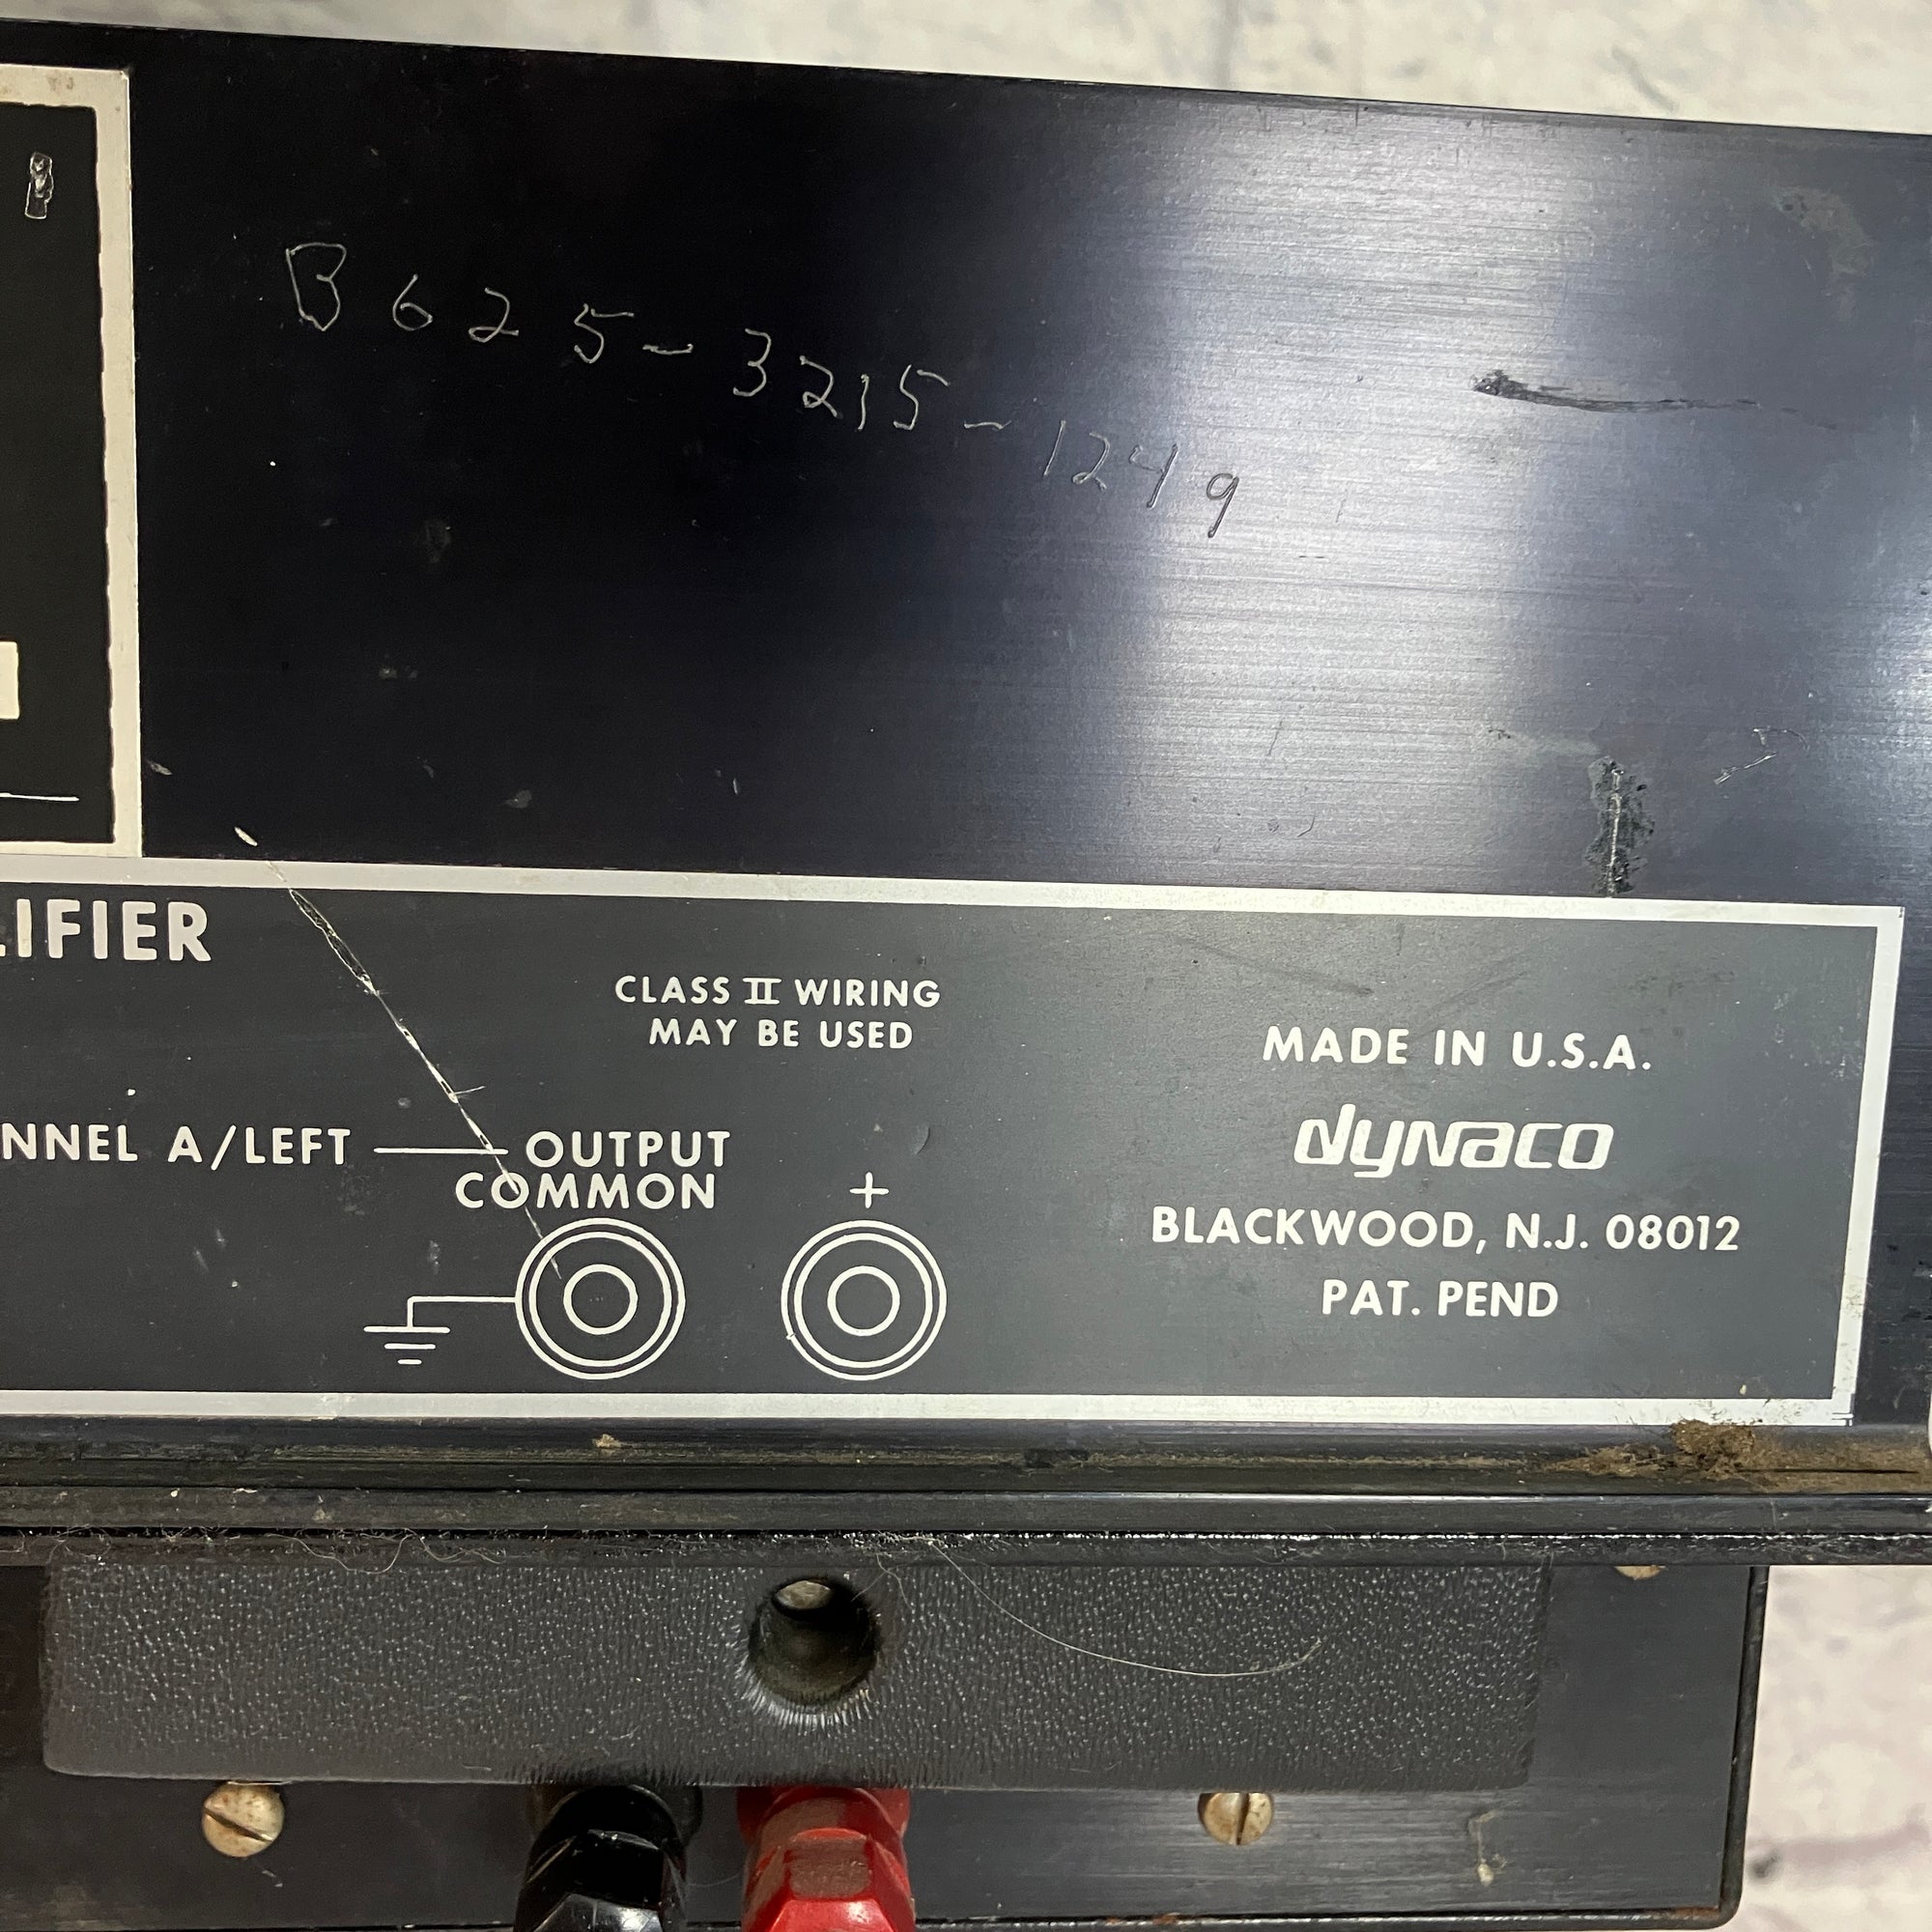 B625-3215-1249
LIFIER
CLASS II WIRING
MAY BE USED
NNEL A/LEFT
OUTPUT
COMMON
+
MADE IN U.S.A.
dynaco
BLACKWOOD, N.J. 08012
PAT. PEND